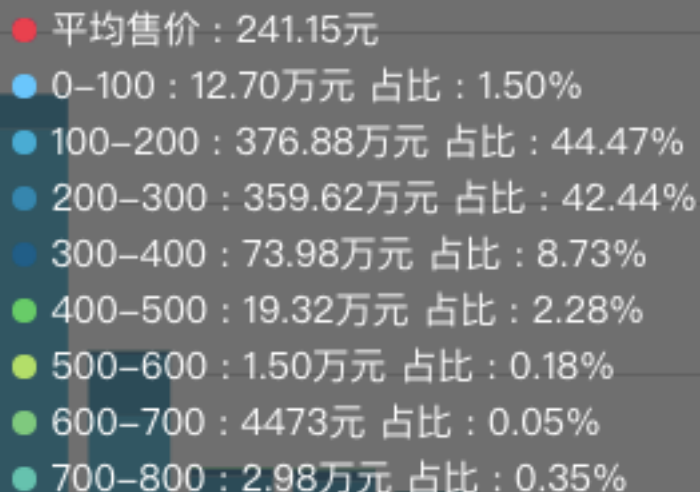 平均售价：241.15元
0–100：12.70万元 占比：1.50%
100–200：376.88万元 占比：44.47%
200–300：359.62万元 占比：42.44%
300–400：73.98万元 占比：8.73%
400–500：19.32万元 占比：2.28%
500–600：1.50万元 占比：0.18%
600–700：4473元 占比：0.05%
700–800：2.98万元 占比：0.35%